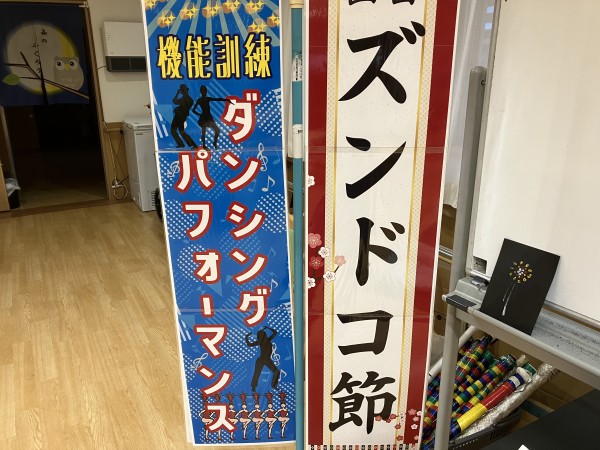 機能訓練
ダンシング
パフォーマンス
ズンドコ節